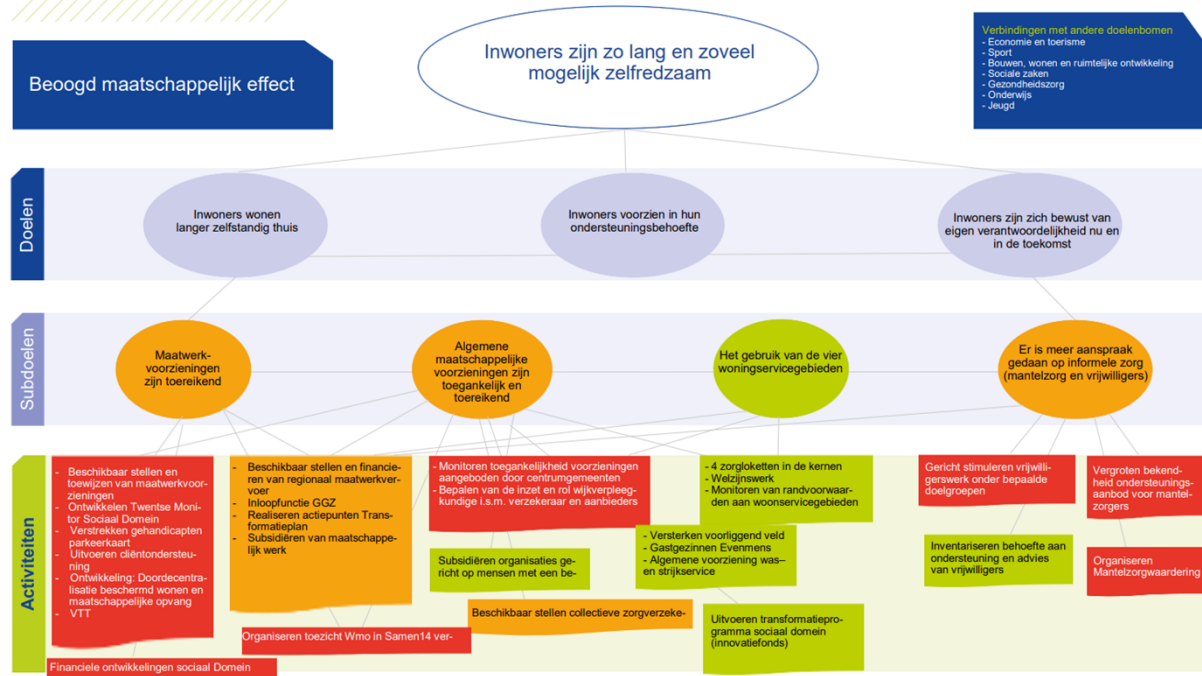 Beoogd maatschappelijk effect
Inwoners zijn zo lang en zoveel
mogelijk zelfredzaam
Verbindingen met andere doelenbomen
- Economie en toerisme
- Sport
- Bouwen, wonen en ruimtelijke ontwikkeling
- Sociale zaken
- Gezondheidszorg
- Onderwijs
- Jeugd
Doelen
Inwoners wonen
langer zelfstandig thuis
Inwoners voorzien in hun
ondersteuningsbehoefte
Inwoners zijn zich bewust van
eigen verantwoordelijkheid nu en
in de toekomst
Subdoelen
Maatwerk-
voorzieningen
zijn toereikend
Algemene
maatschappelijke
voorzieningen zijn
toegankelijk en
toereikend
Het gebruik van de vier
woningservicegebieden
Er is meer aanspraak
gedaan op informele zorg
(mantelzorg en vrijwilligers)
Activiteiten
- Beschikbaar stellen en
toewijzen van maatwerkvoor-
zieningen
- Ontwikkelen Twentse Moni-
tor Sociaal Domein
- Verstrekken gehandicapten
parkeerkaart
- Uitvoeren cliëntondersteu-
ning
- Ontwikkeling: Doordecentra-
lisatie beschermd wonen en
maatschappelijke opvang
- VTT
Financiele ontwikkelingen sociaal Domein
- Beschikbaar stellen en financie-
ren van regionaal maatwerkver-
voer
- Inloopfunctie GGZ
- Realiseren actiepunten Trans-
formatieplan
- Subsidiëren van maatschappe-
lijk werk
Organiseren toezicht Wmo in Samen14 ver-
- Monitoren toegankelijkheid voorzieningen
aangeboden door centrumgemeenten
- Bepalen van de inzet en rol wijkverpleeg-
kundige i.s.m. verzekeraar en aanbieders
Subsidiëren organisaties ge-
richt op mensen met een be-
Beschikbaar stellen collectieve zorgverzeke-
- 4 zorgloketten in de kernen
- Welzijnswerk
- Monitoren van randvoorwaar-
den aan woonservicegebieden
- Versterken voorliggend veld
- Gastgezinnen Evenmens
- Algemene voorziening was–
en strijkservice
Uitvoeren transformatiepro-
gramma sociaal domein
(innovatiefonds)
Gericht stimuleren vrijwilli-
gerswerk onder bepaalde
doelgroepen
Inventariseren behoefte aan
ondersteuning en advies
van vrijwilligers
Vergroten bekend-
heid ondersteunings-
aanbod voor mantel-
zorgers
Organiseren
Mantelzorgwaardering